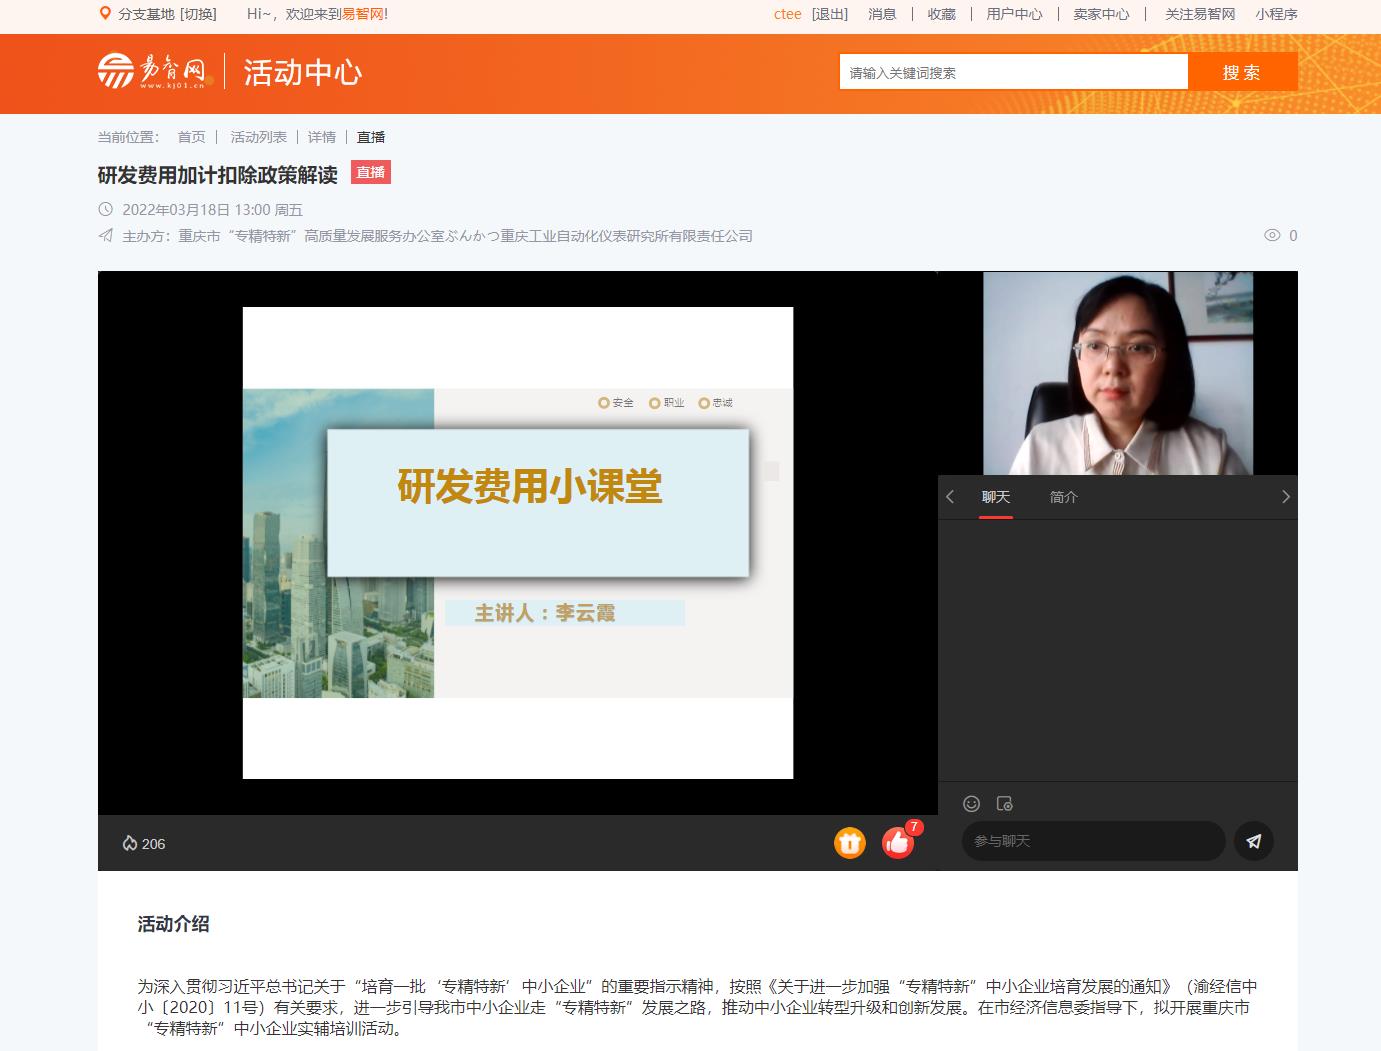 分支基地 [切换] Hi~，欢迎来到易智网!
ctee [退出] 消息 | 收藏 | 用户中心 | 卖家中心 | 关注易智网 小程序
易智网
www.kj01.cn
活动中心
请输入关键词搜索
搜 索
当前位置： 首页 | 活动列表 | 详情 | 直播
研发费用加计扣除政策解读 直播
2022年03月18日 13:00 周五
主办方：重庆市“专精特新”高质量发展服务办公室ぶんかつ重庆工业自动化仪表研究所有限责任公司
0
安全 职业 忠诚
研发费用小课堂
主讲人：李云霞
聊天 简介
206
7
参与聊天
活动介绍
为深入贯彻习近平总书记关于“培育一批‘专精特新’中小企业”的重要指示精神，按照《关于进一步加强“专精特新”中小企业培育发展的通知》（渝经信中
小〔2020〕11号）有关要求，进一步引导我市中小企业走“专精特新”发展之路，推动中小企业转型升级和创新发展。在市经济信息委指导下，拟开展重庆市
“专精特新”中小企业实辅培训活动。